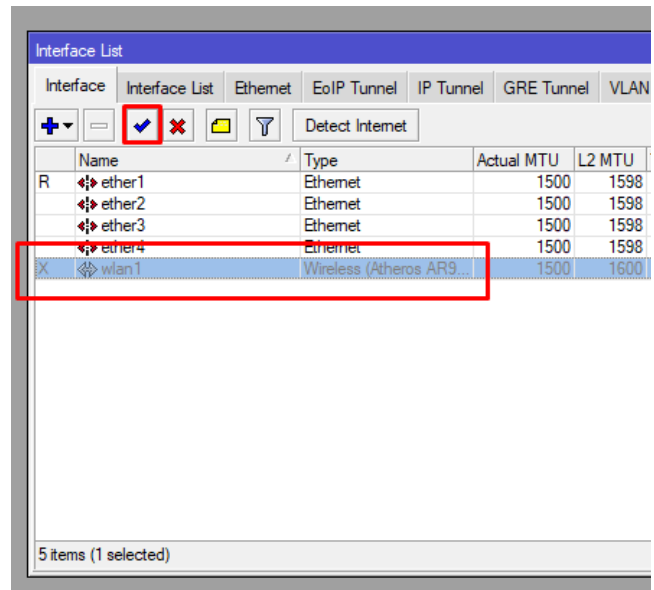 Interface List
Interface Interface List Ethernet EoIP Tunnel IP Tunnel GRE Tunnel VLAN
Detect Internet
Name Type Actual MTU L2 MTU
R ether1 Ethernet 1500 1598
ether2 Ethernet 1500 1598
ether3 Ethernet 1500 1598
ether4 Ethernet 1500 1598
X wlan1 Wireless (Atheros AR9... 1500 1600
5 items (1 selected)